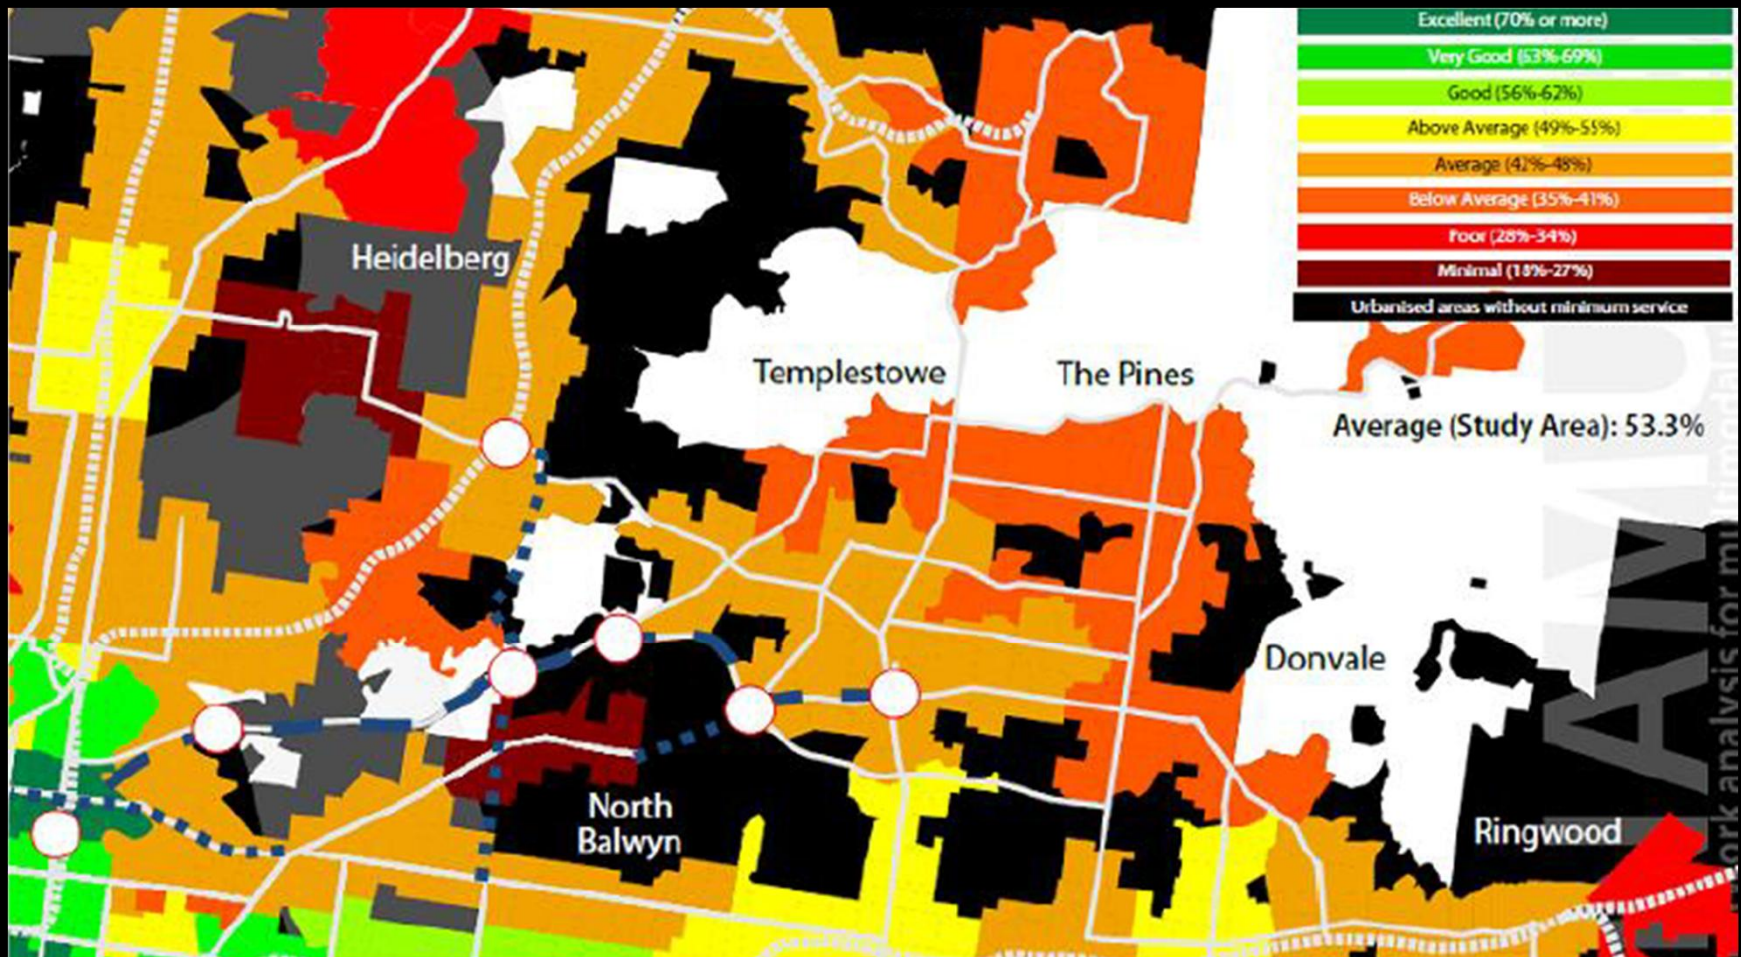 Excellent (70% or more)
Very Good (63%-69%)
Good (56%-62%)
Above Average (49%-55%)
Average (42%-48%)
Below Average (35%-41%)
Poor (28%-34%)
Minimal (18%-27%)
Urbanised areas without minimum service
Heidelberg
Templestowe
The Pines
Average (Study Area): 53.3%
Donvale
North
Balwyn
Ringwood
analysis for